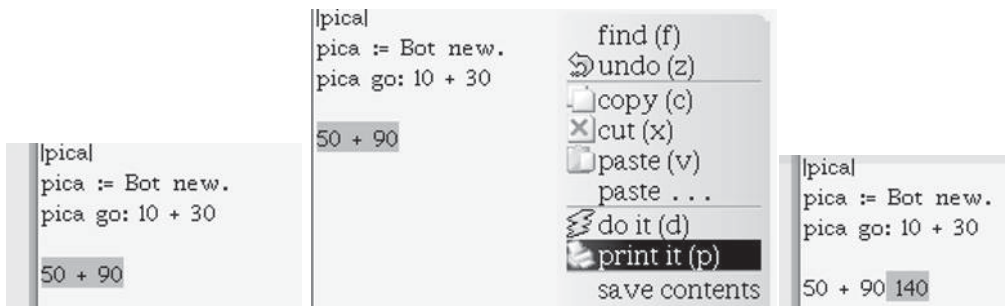 |pica|
pica := Bot new.
pica go: 10 + 30
50 + 90
|pica|
pica := Bot new.
pica go: 10 + 30
50 + 90
find (f)
undo (z)
copy (c)
cut (x)
paste (v)
paste . . .
do it (d)
print it (p)
save contents
|pica|
pica := Bot new.
pica go: 10 + 30
50 + 90 140